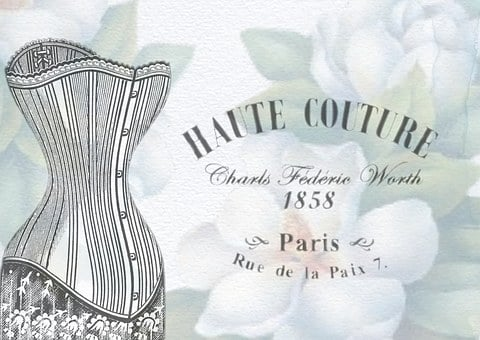 HAUTE COUTURE
Charls Fédéric Worth
1858
Paris
Rue de la Paix 7.